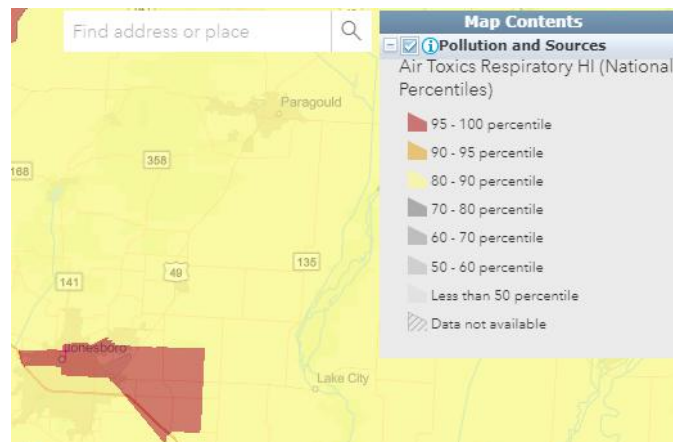 Find address or place
Map Contents
Pollution and Sources
Air Toxics Respiratory HI (National
Percentiles)
95 - 100 percentile
90 - 95 percentile
80 - 90 percentile
70 - 80 percentile
60 - 70 percentile
50 - 60 percentile
Less than 50 percentile
Data not available
Paragould
358
168
135
49
141
Jonesboro
Lake City